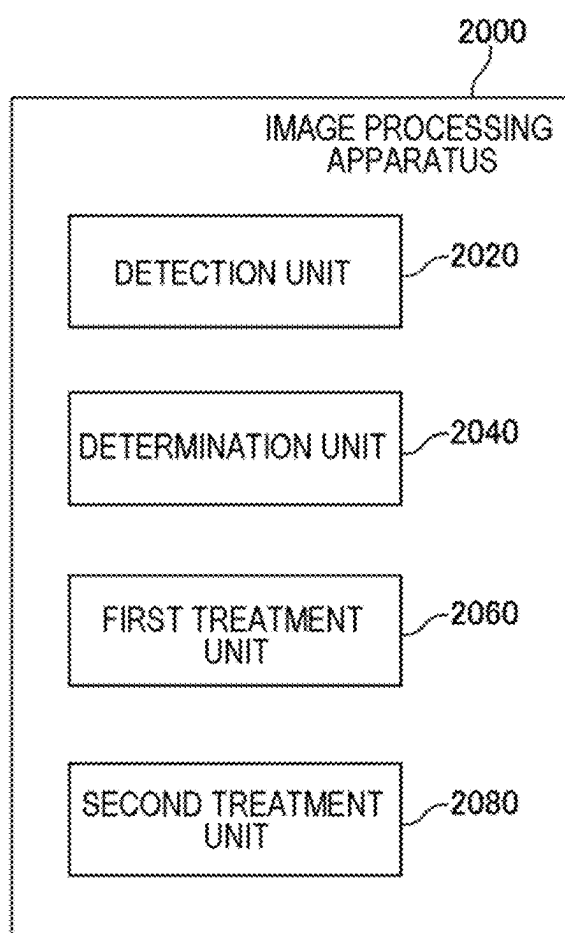 2000
IMAGE PROCESSING
APPARATUS
DETECTION UNIT
2020
DETERMINATION UNIT
2040
FIRST TREATMENT
UNIT
2060
SECOND TREATMENT
UNIT
2080